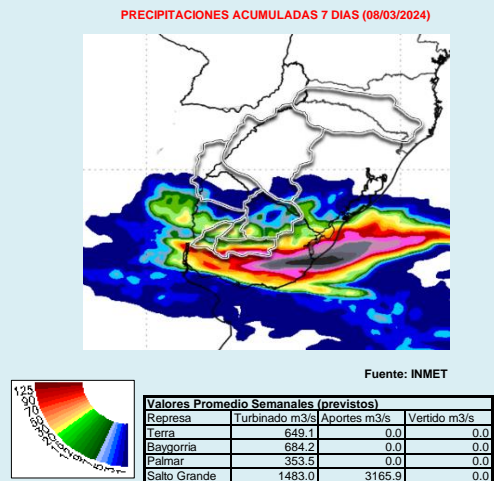 PRECIPITACIONES ACUMULADAS 7 DIAS (08/03/2024)
Fuente: INMET
125
90
70
Valores Promedio Semanales (previstos)
Represa Turbinado m3/s Aportes m3/s Vertido m3/s
Terra 649.1 0.0 0.0
Baygorria 684.2 0.0 0.0
Palmar 353.5 0.0 0.0
Salto Grande 1483.0 3165.9 0.0